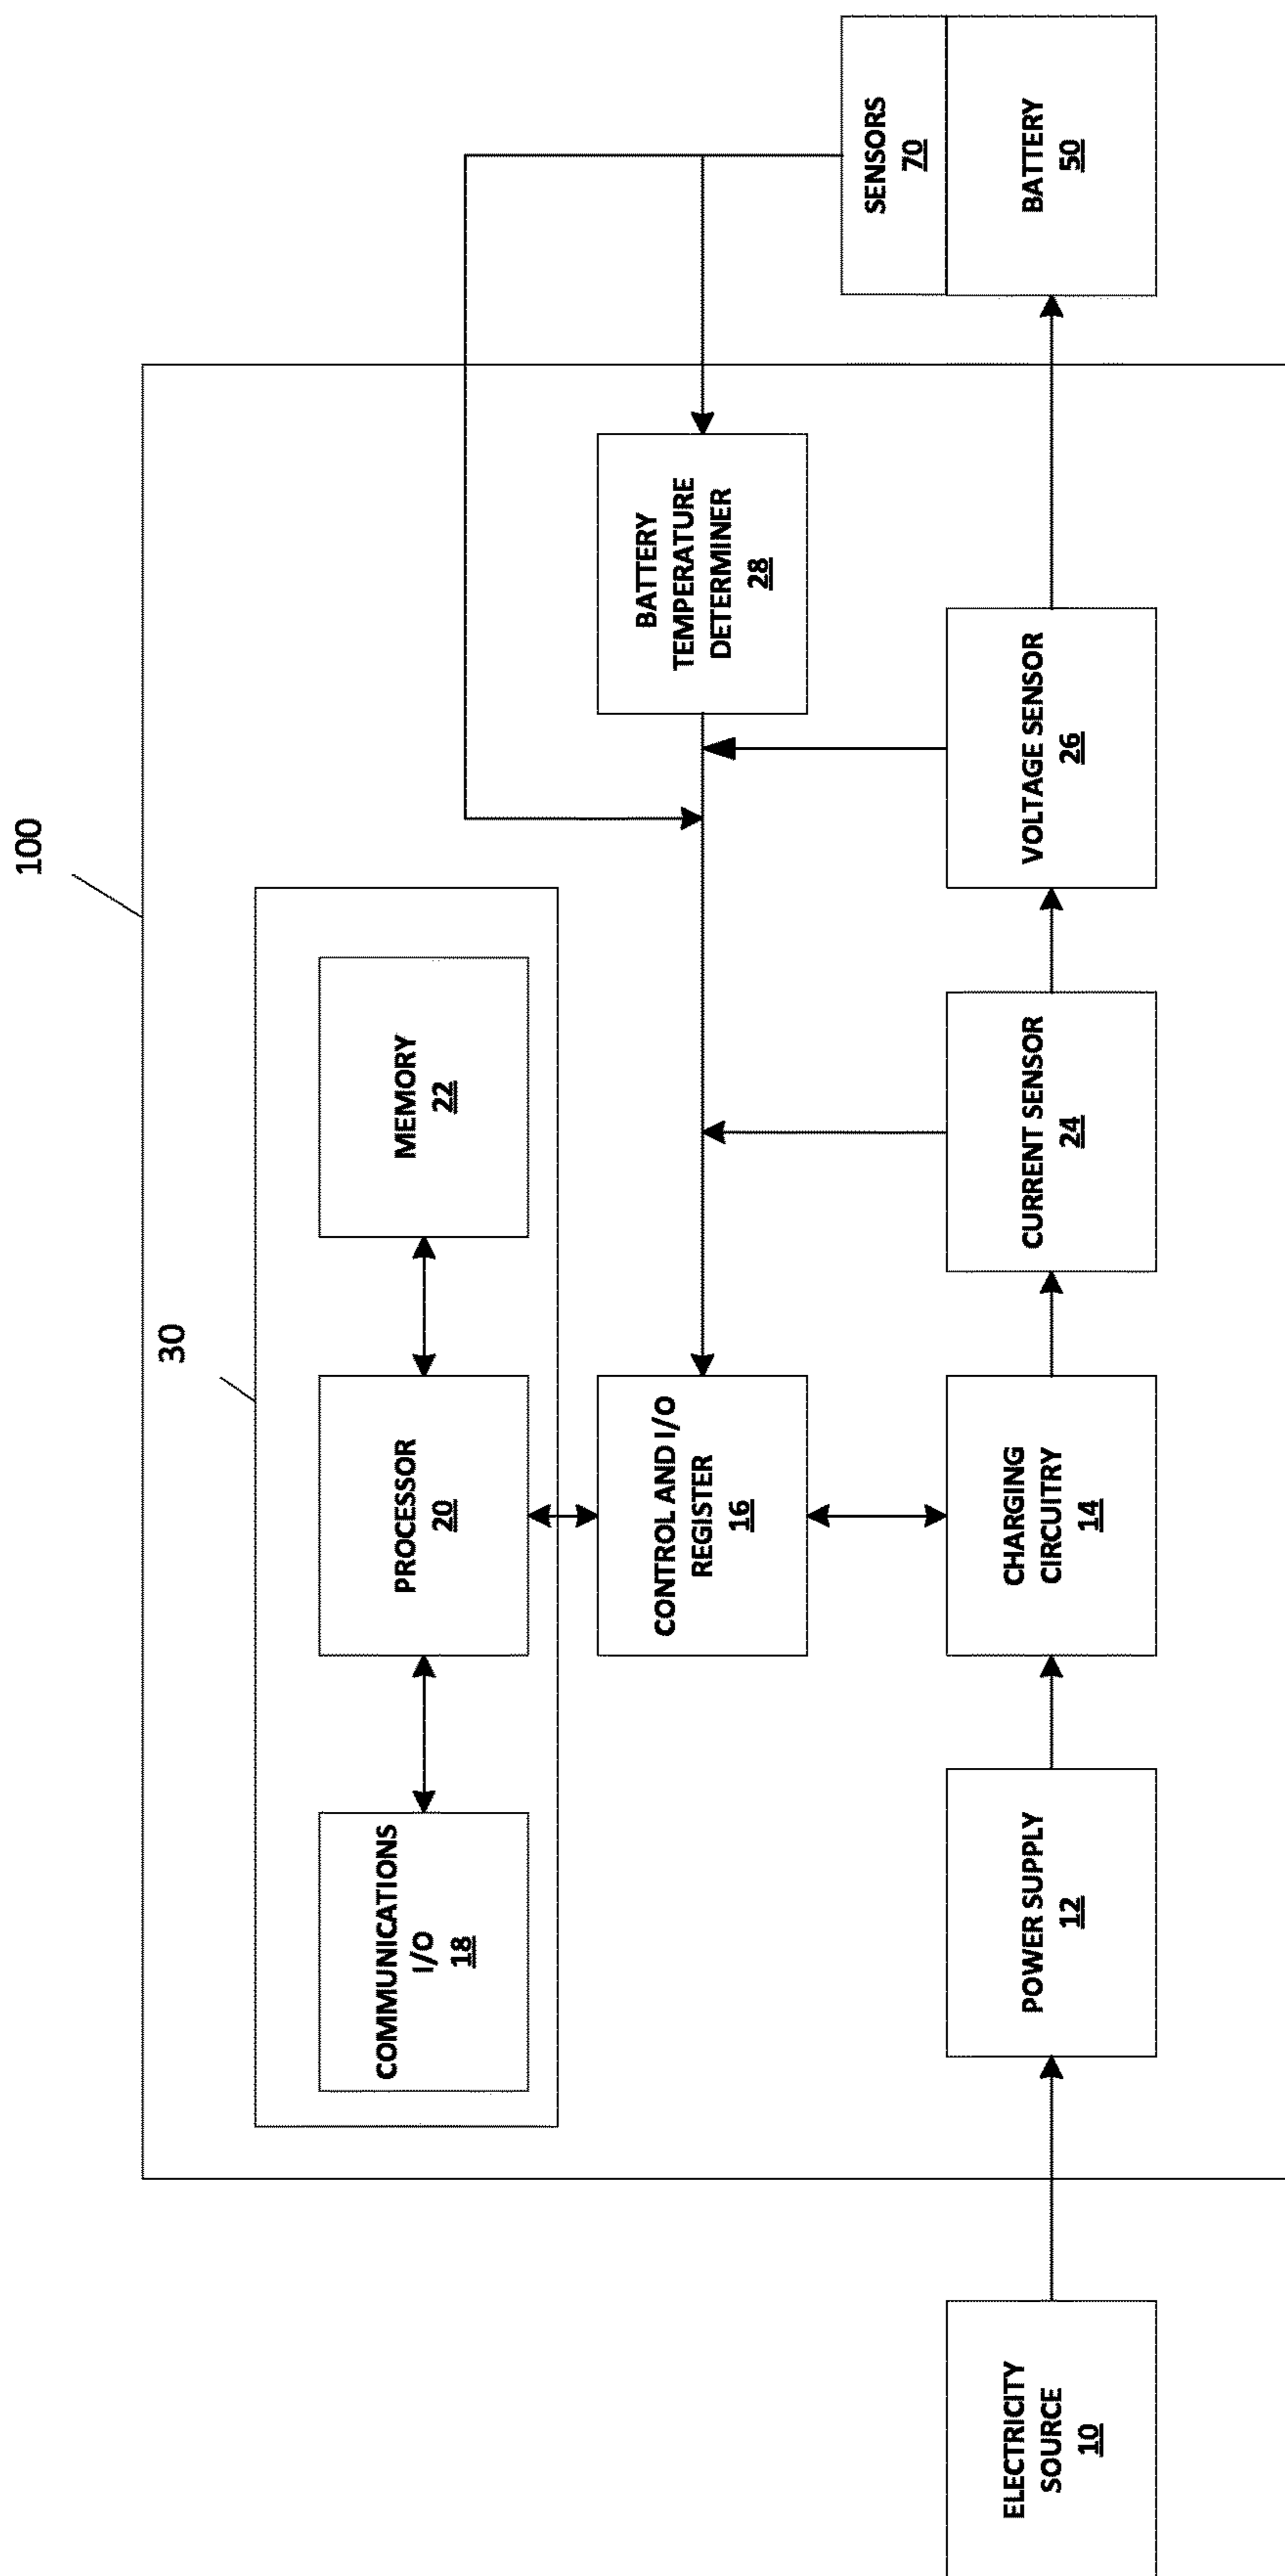 100
30
COMMUNICATIONS
I/O
18
PROCESSOR
20
MEMORY
22
CONTROL AND I/O
REGISTER
16
BATTERY
TEMPERATURE
DETERMINER
28
SENSORS
70
ELECTRICITY
SOURCE
10
POWER SUPPLY
12
CHARGING
CIRCUITRY
14
CURRENT SENSOR
24
VOLTAGE SENSOR
26
BATTERY
50